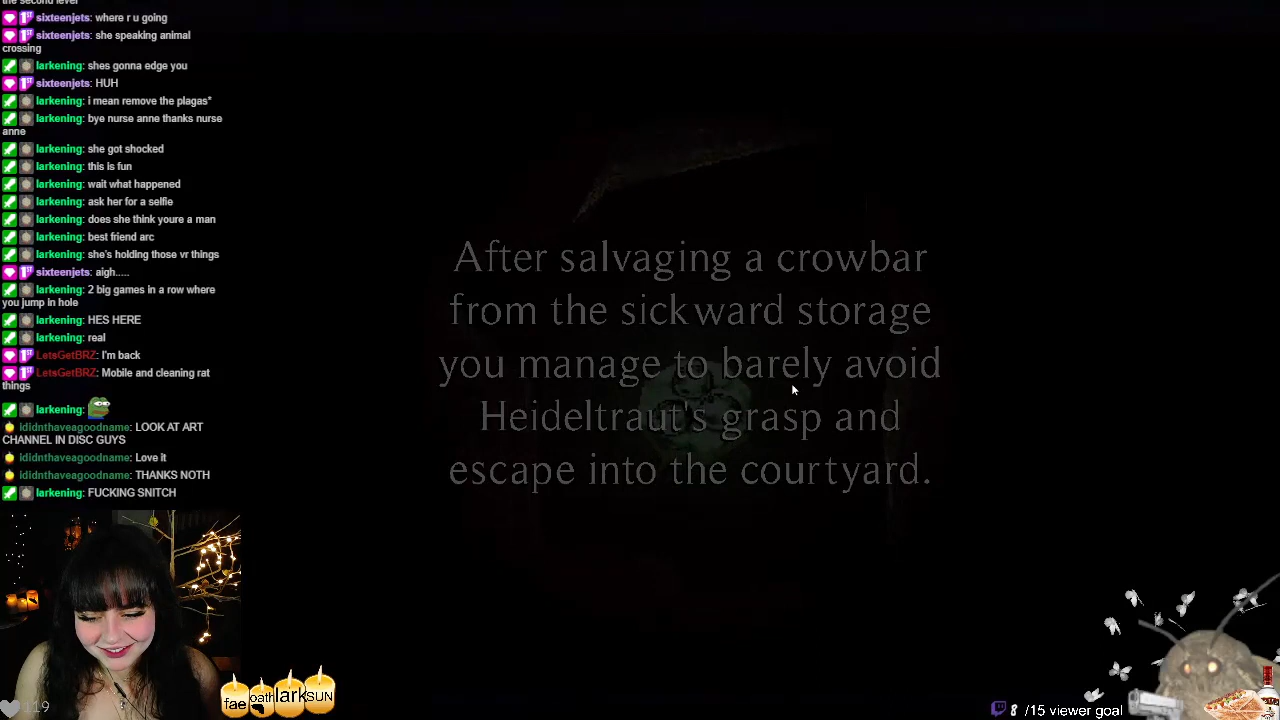 the second level
sixteenjets: where r u going
sixteenjets: she speaking animal
crossing
larkening: shes gonna edge you
sixteenjets: HUH
larkening: i mean remove the plagas*
larkening: bye nurse anne thanks nurse
anne
larkening: she got shocked
larkening: this is fun
larkening: wait what happened
larkening: ask her for a selfie
larkening: does she think youre a man
larkening: best friend arc
larkening: she's holding those vr things
sixteenjets: aigh.....
larkening: 2 big games in a row where
you jump in hole
larkening: HES HERE
larkening: real
LetsGetBRZ: I'm back
LetsGetBRZ: Mobile and cleaning rat
things
larkening:
ididnthaveagoodname: LOOK AT ART
CHANNEL IN DISC GUYS
ididnthaveagoodname: Love it
ididnthaveagoodname: THANKS NOTH
larkening: FUCKING SNITCH
After salvaging a crowbar
from the sickward storage
you manage to barely avoid
Heideltraut's grasp and
escape into the courtyard.
119
fae oath lark SUN
8 /15 viewer goal